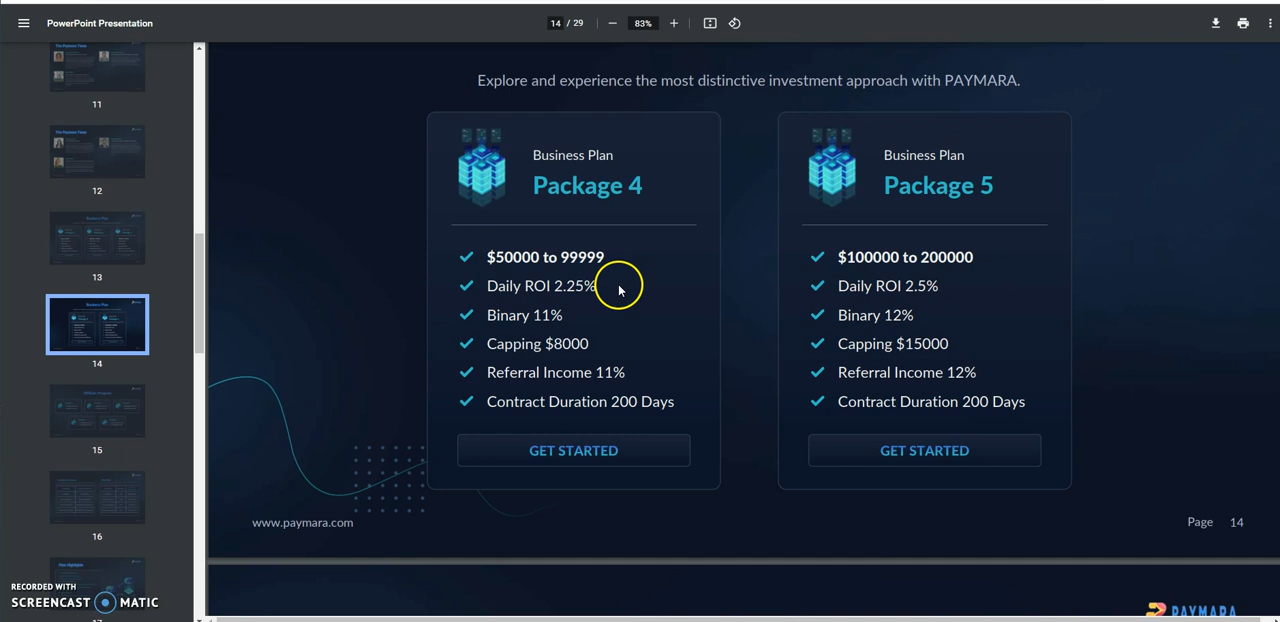 PowerPoint Presentation
14 / 29
83%
11
12
13
14
15
16
Explore and experience the most distinctive investment approach with PAYMARA.
Business Plan
Package 4
$50000 to 99999
Daily ROI 2.25%
Binary 11%
Capping $8000
Referral Income 11%
Contract Duration 200 Days
GET STARTED
Business Plan
Package 5
$100000 to 200000
Daily ROI 2.5%
Binary 12%
Capping $15000
Referral Income 12%
Contract Duration 200 Days
GET STARTED
www.paymara.com
Page 14
PAYMARA
RECORDED WITH
SCREENCAST MATIC